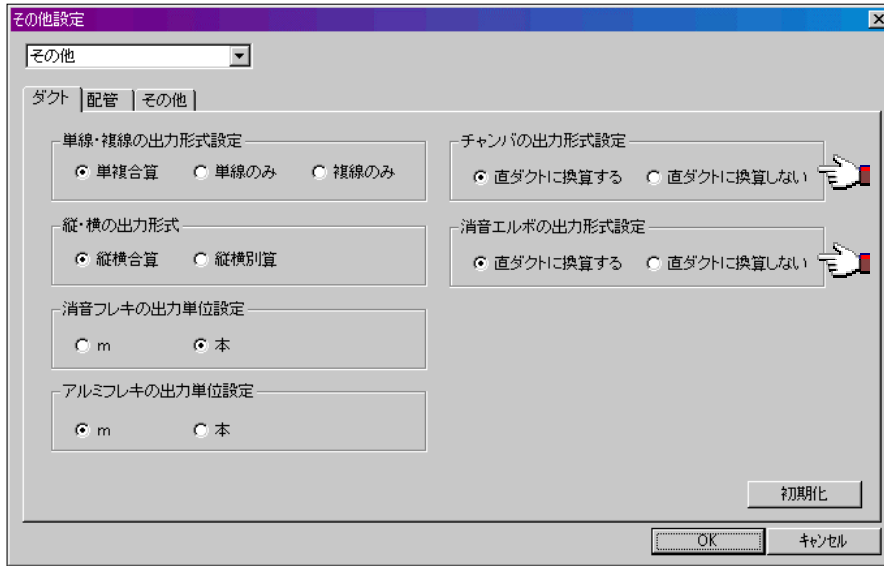 その他設定
その他
ダクト 配管 その他
単線・複線の出力形式設定
単複合算 単線のみ 複線のみ
縦・横の出力形式
縦横合算 縦横別算
消音フレキの出力単位設定
m 本
アルミフレキの出力単位設定
m 本
チャンバの出力形式設定
直ダクトに換算する 直ダクトに換算しない
消音エルボの出力形式設定
直ダクトに換算する 直ダクトに換算しない
初期化
OK キャンセル